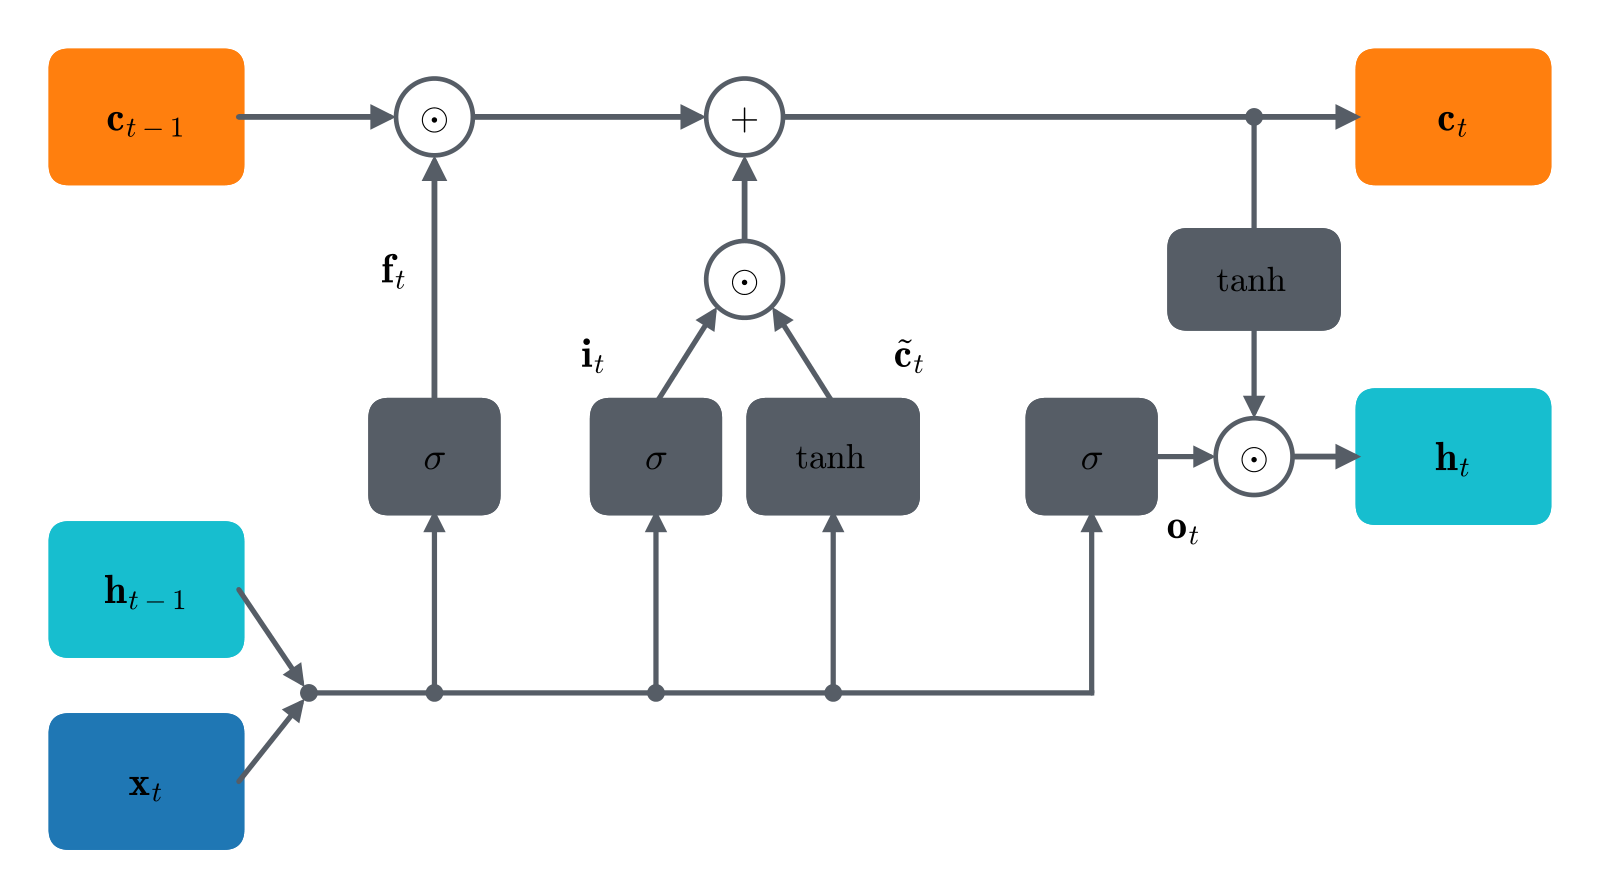 c_{t-1}
⊙
+
c_t
f_t
⊙
tanh
i_t
c̃_t
σ
σ
tanh
σ
⊙
h_t
o_t
h_{t-1}
x_t